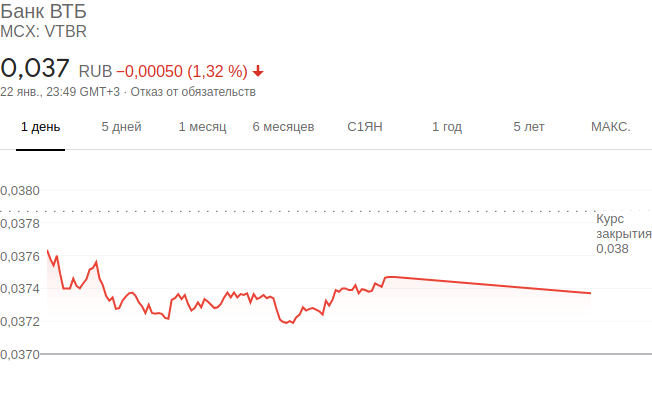 Банк ВТБ
MCX: VTBR
0,037 RUB −0,00050 (1,32 %)
22 янв., 23:49 GMT+3 · Отказ от обязательств
1 день 5 дней 1 месяц 6 месяцев С1ЯН 1 год 5 лет МАКС.
0,0380
0,0378
Курс
закрытия
0,038
0,0376
0,0374
0,0372
0,0370